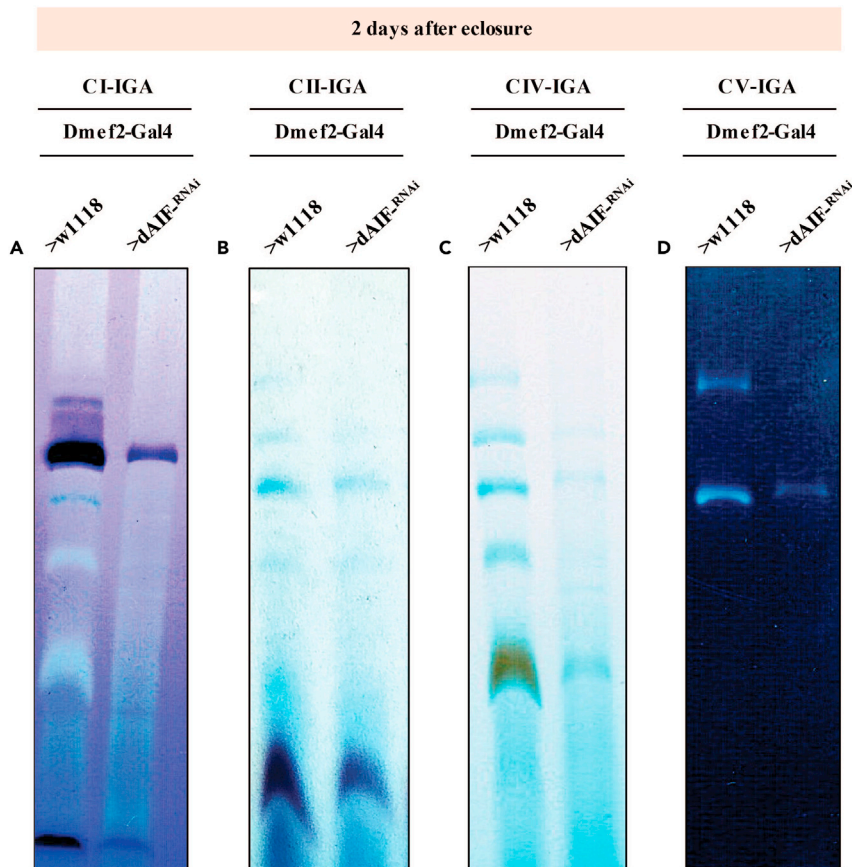 2 days after eclosure
CI-IGA
Dmef2-Gal4
>w1118
>dAIF-RNAi
A
CII-IGA
Dmef2-Gal4
>w1118
>dAIF-RNAi
B
CIV-IGA
Dmef2-Gal4
>w1118
>dAIF-RNAi
C
CV-IGA
Dmef2-Gal4
>w1118
>dAIF-RNAi
D